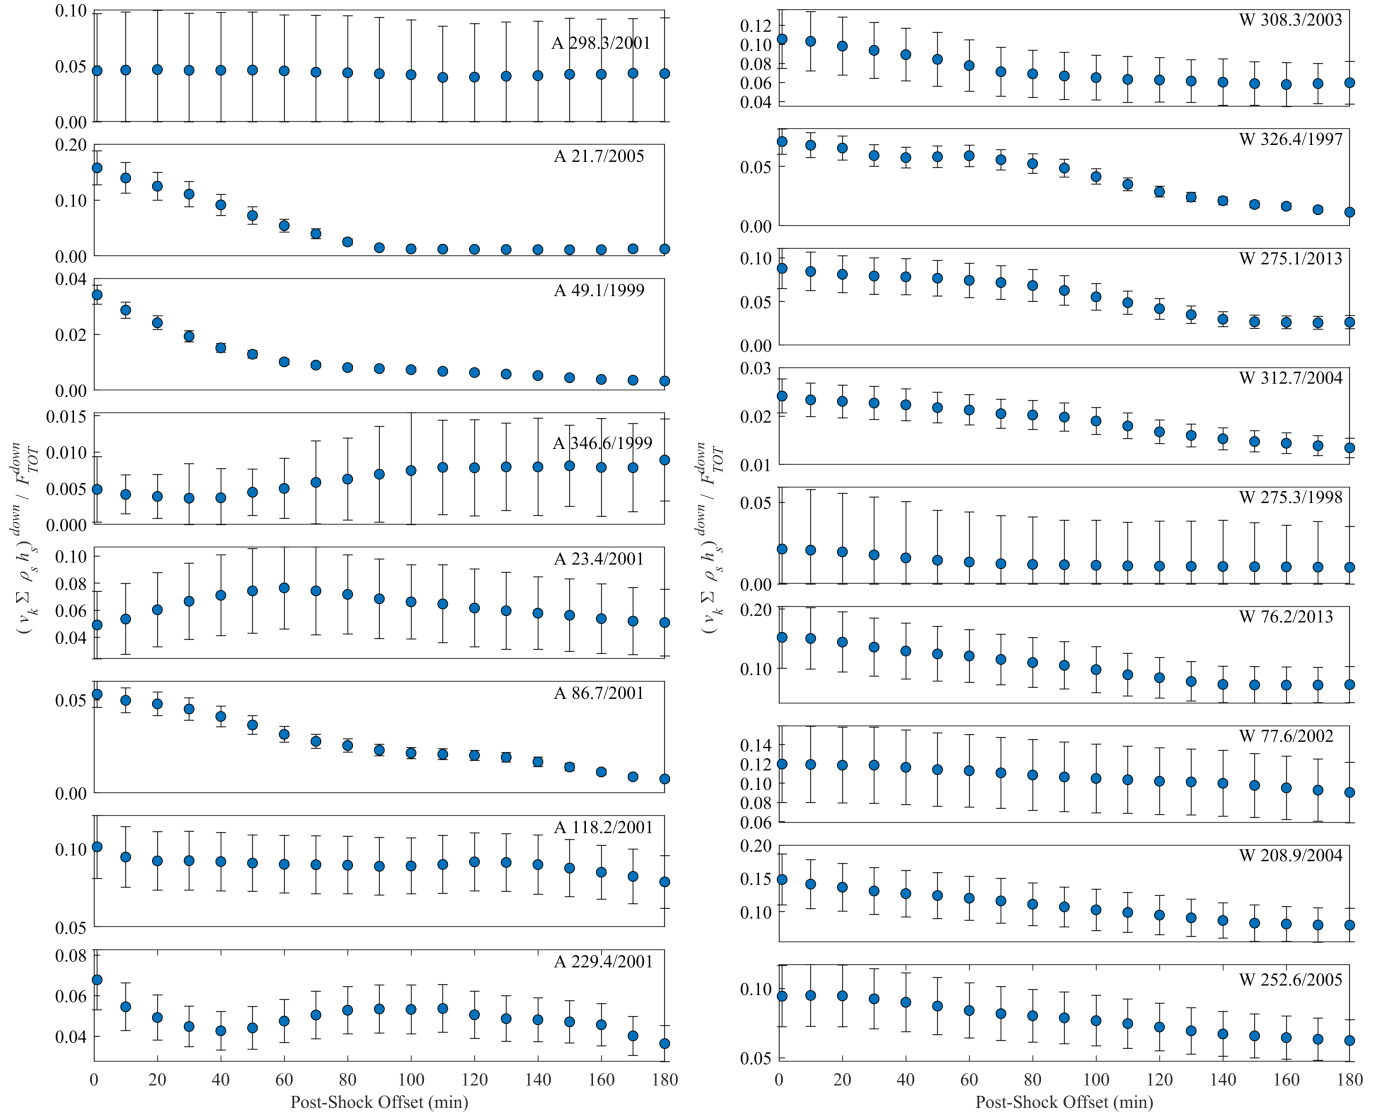 0.10
A 298.3/2001
0.05
0.00
0.20
A 21.7/2005
0.10
0.00
0.04
A 49.1/1999
0.02
0.00
0.015
A 346.6/1999
0.010
0.005
0.000
0.10
A 23.4/2001
0.08
0.06
0.04
A 86.7/2001
0.05
0.00
A 118.2/2001
0.10
0.05
0.08
A 229.4/2001
0.06
0.04
0 20 40 60 80 100 120 140 160 180
Post-Shock Offset (min)
( v_k Σ ρ_s h_s )^down / F_TOT^down
0.12
W 308.3/2003
0.10
0.08
0.06
0.04
W 326.4/1997
0.05
0.00
0.10
W 275.1/2013
0.05
0.00
0.03
W 312.7/2004
0.02
0.01
W 275.3/1998
0.05
0.00
0.20
W 76.2/2013
0.10
W 77.6/2002
0.14
0.12
0.10
0.08
0.06
0.20
W 208.9/2004
0.15
0.10
W 252.6/2005
0.10
0.05
0 20 40 60 80 100 120 140 160 180
Post-Shock Offset (min)
( v_k Σ ρ_s h_s )^down / F_TOT^down